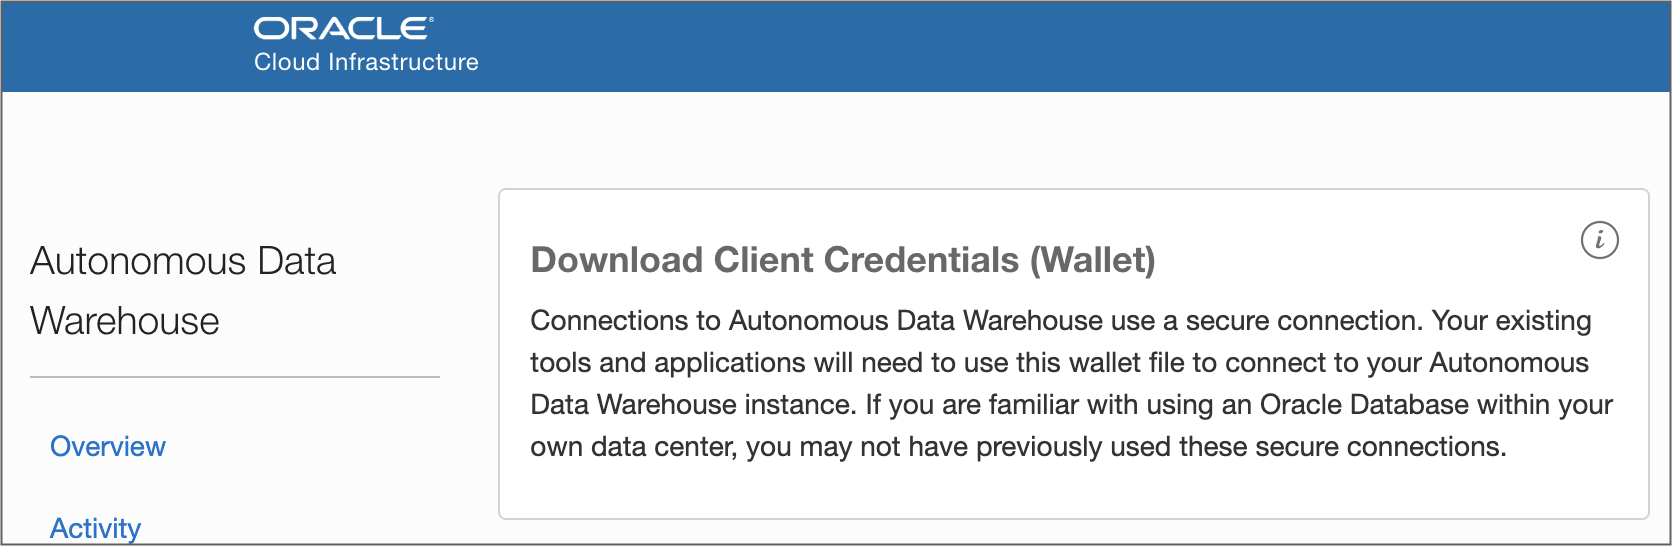 ORACLE®
Cloud Infrastructure
Autonomous Data
Warehouse
Overview
Activity
Download Client Credentials (Wallet)
i
Connections to Autonomous Data Warehouse use a secure connection. Your existing
tools and applications will need to use this wallet file to connect to your Autonomous
Data Warehouse instance. If you are familiar with using an Oracle Database within your
own data center, you may not have previously used these secure connections.